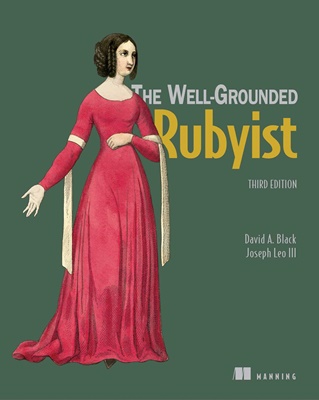 THE WELL-GROUNDED
Rubyist
THIRD EDITION
David A. Black
Joseph Leo III
MANNING